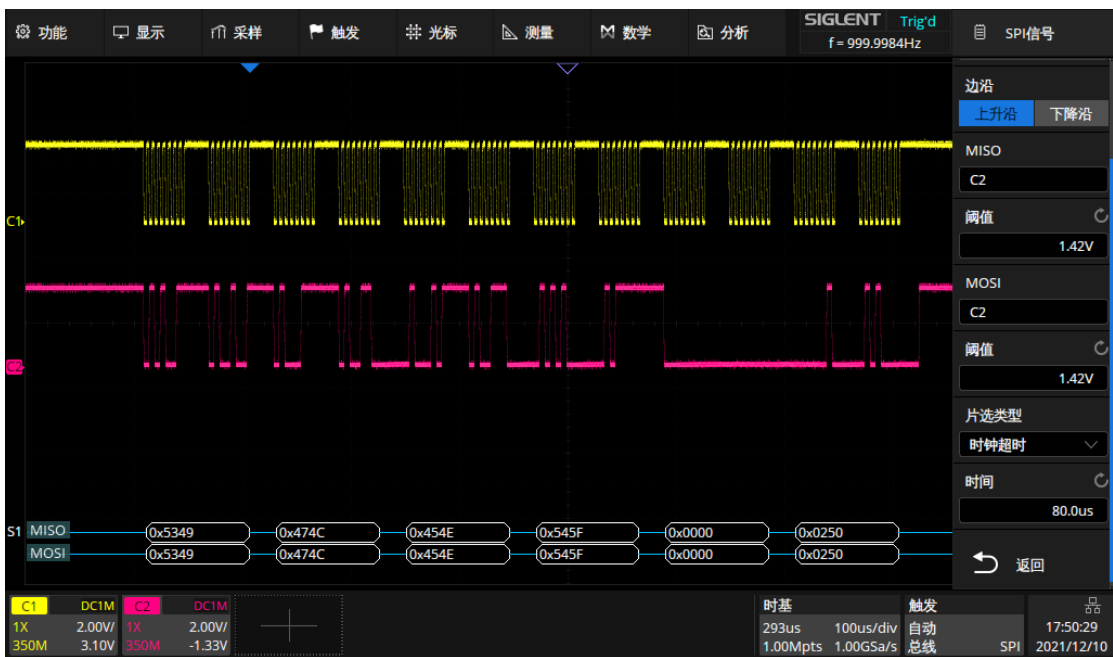 功能 显示 采样 触发 光标 测量 数学 分析 SIGLENT Trig'd
f = 999.9984Hz
SPI信号
边沿
上升沿 下降沿
MISO
C2
阈值
1.42V
MOSI
C2
阈值
1.42V
片选类型
时钟超时
时间
80.0us
返回
C1
C2
S1 MISO 0x5349 0x474C 0x454E 0x545F 0x0000 0x0250
MOSI 0x5349 0x474C 0x454E 0x545F 0x0000 0x0250
C1 DC1M C2 DC1M
1X 2.00V/ 1X 2.00V/
350M 3.10V 350M -1.33V
时基 触发
293us 100us/div 自动
1.00Mpts 1.00GSa/s 总线 SPI
17:50:29
2021/12/10